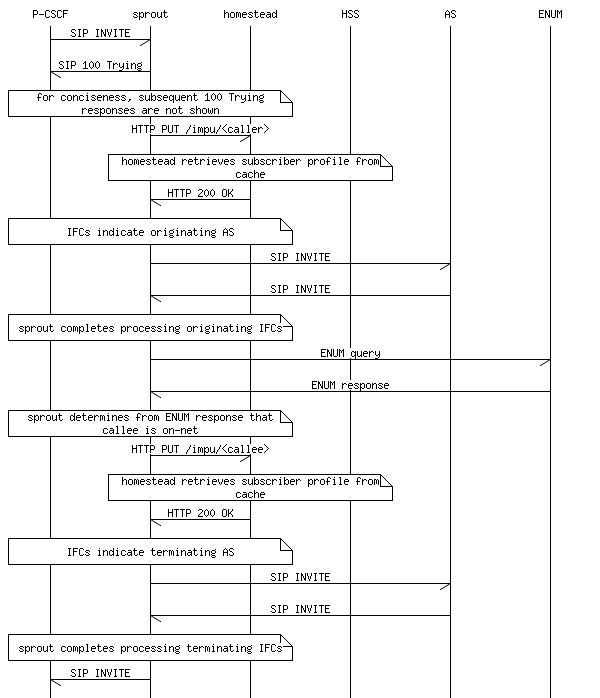 P-CSCF sprout homestead HSS AS ENUM
SIP INVITE
SIP 100 Trying
for conciseness, subsequent 100 Trying
responses are not shown
HTTP PUT /impu/<caller>
homestead retrieves subscriber profile from
cache
HTTP 200 OK
IFCs indicate originating AS
SIP INVITE
SIP INVITE
sprout completes processing originating IFCs
ENUM query
ENUM response
sprout determines from ENUM response that
callee is on-net
HTTP PUT /impu/<callee>
homestead retrieves subscriber profile from
cache
HTTP 200 OK
IFCs indicate terminating AS
SIP INVITE
SIP INVITE
sprout completes processing terminating IFCs
SIP INVITE